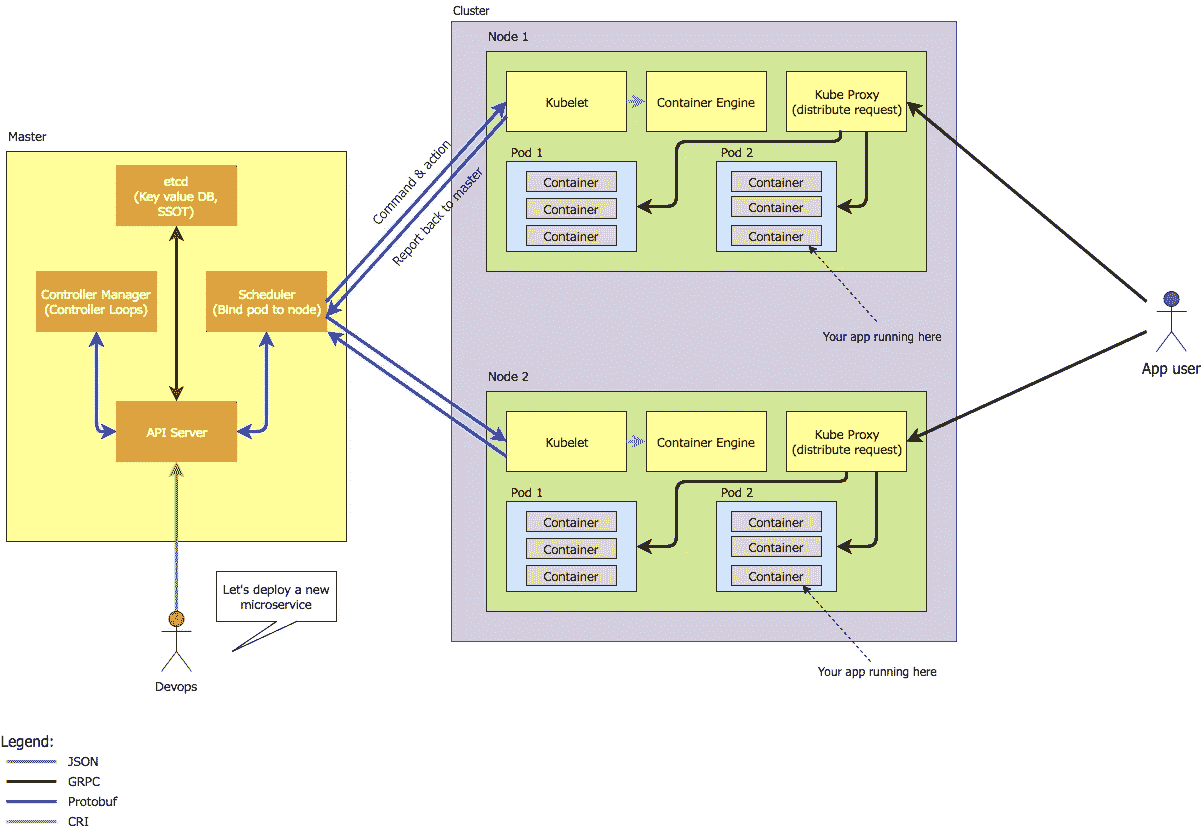 Cluster
Node 1
Kubelet
Container Engine
Kube Proxy
(distribute request)
Pod 1
Container
Container
Container
Pod 2
Container
Container
Container
Your app running here
Master
etcd
(Key value DB,
SSOT)
Controller Manager
(Controller Loops)
Scheduler
(Bind pod to node)
API Server
Command & action
Report back to master
App user
Node 2
Kubelet
Container Engine
Kube Proxy
(distribute request)
Pod 1
Container
Container
Container
Pod 2
Container
Container
Container
Your app running here
Let's deploy a new
microservice
Devops
Legend:
JSON
GRPC
Protobuf
CRI